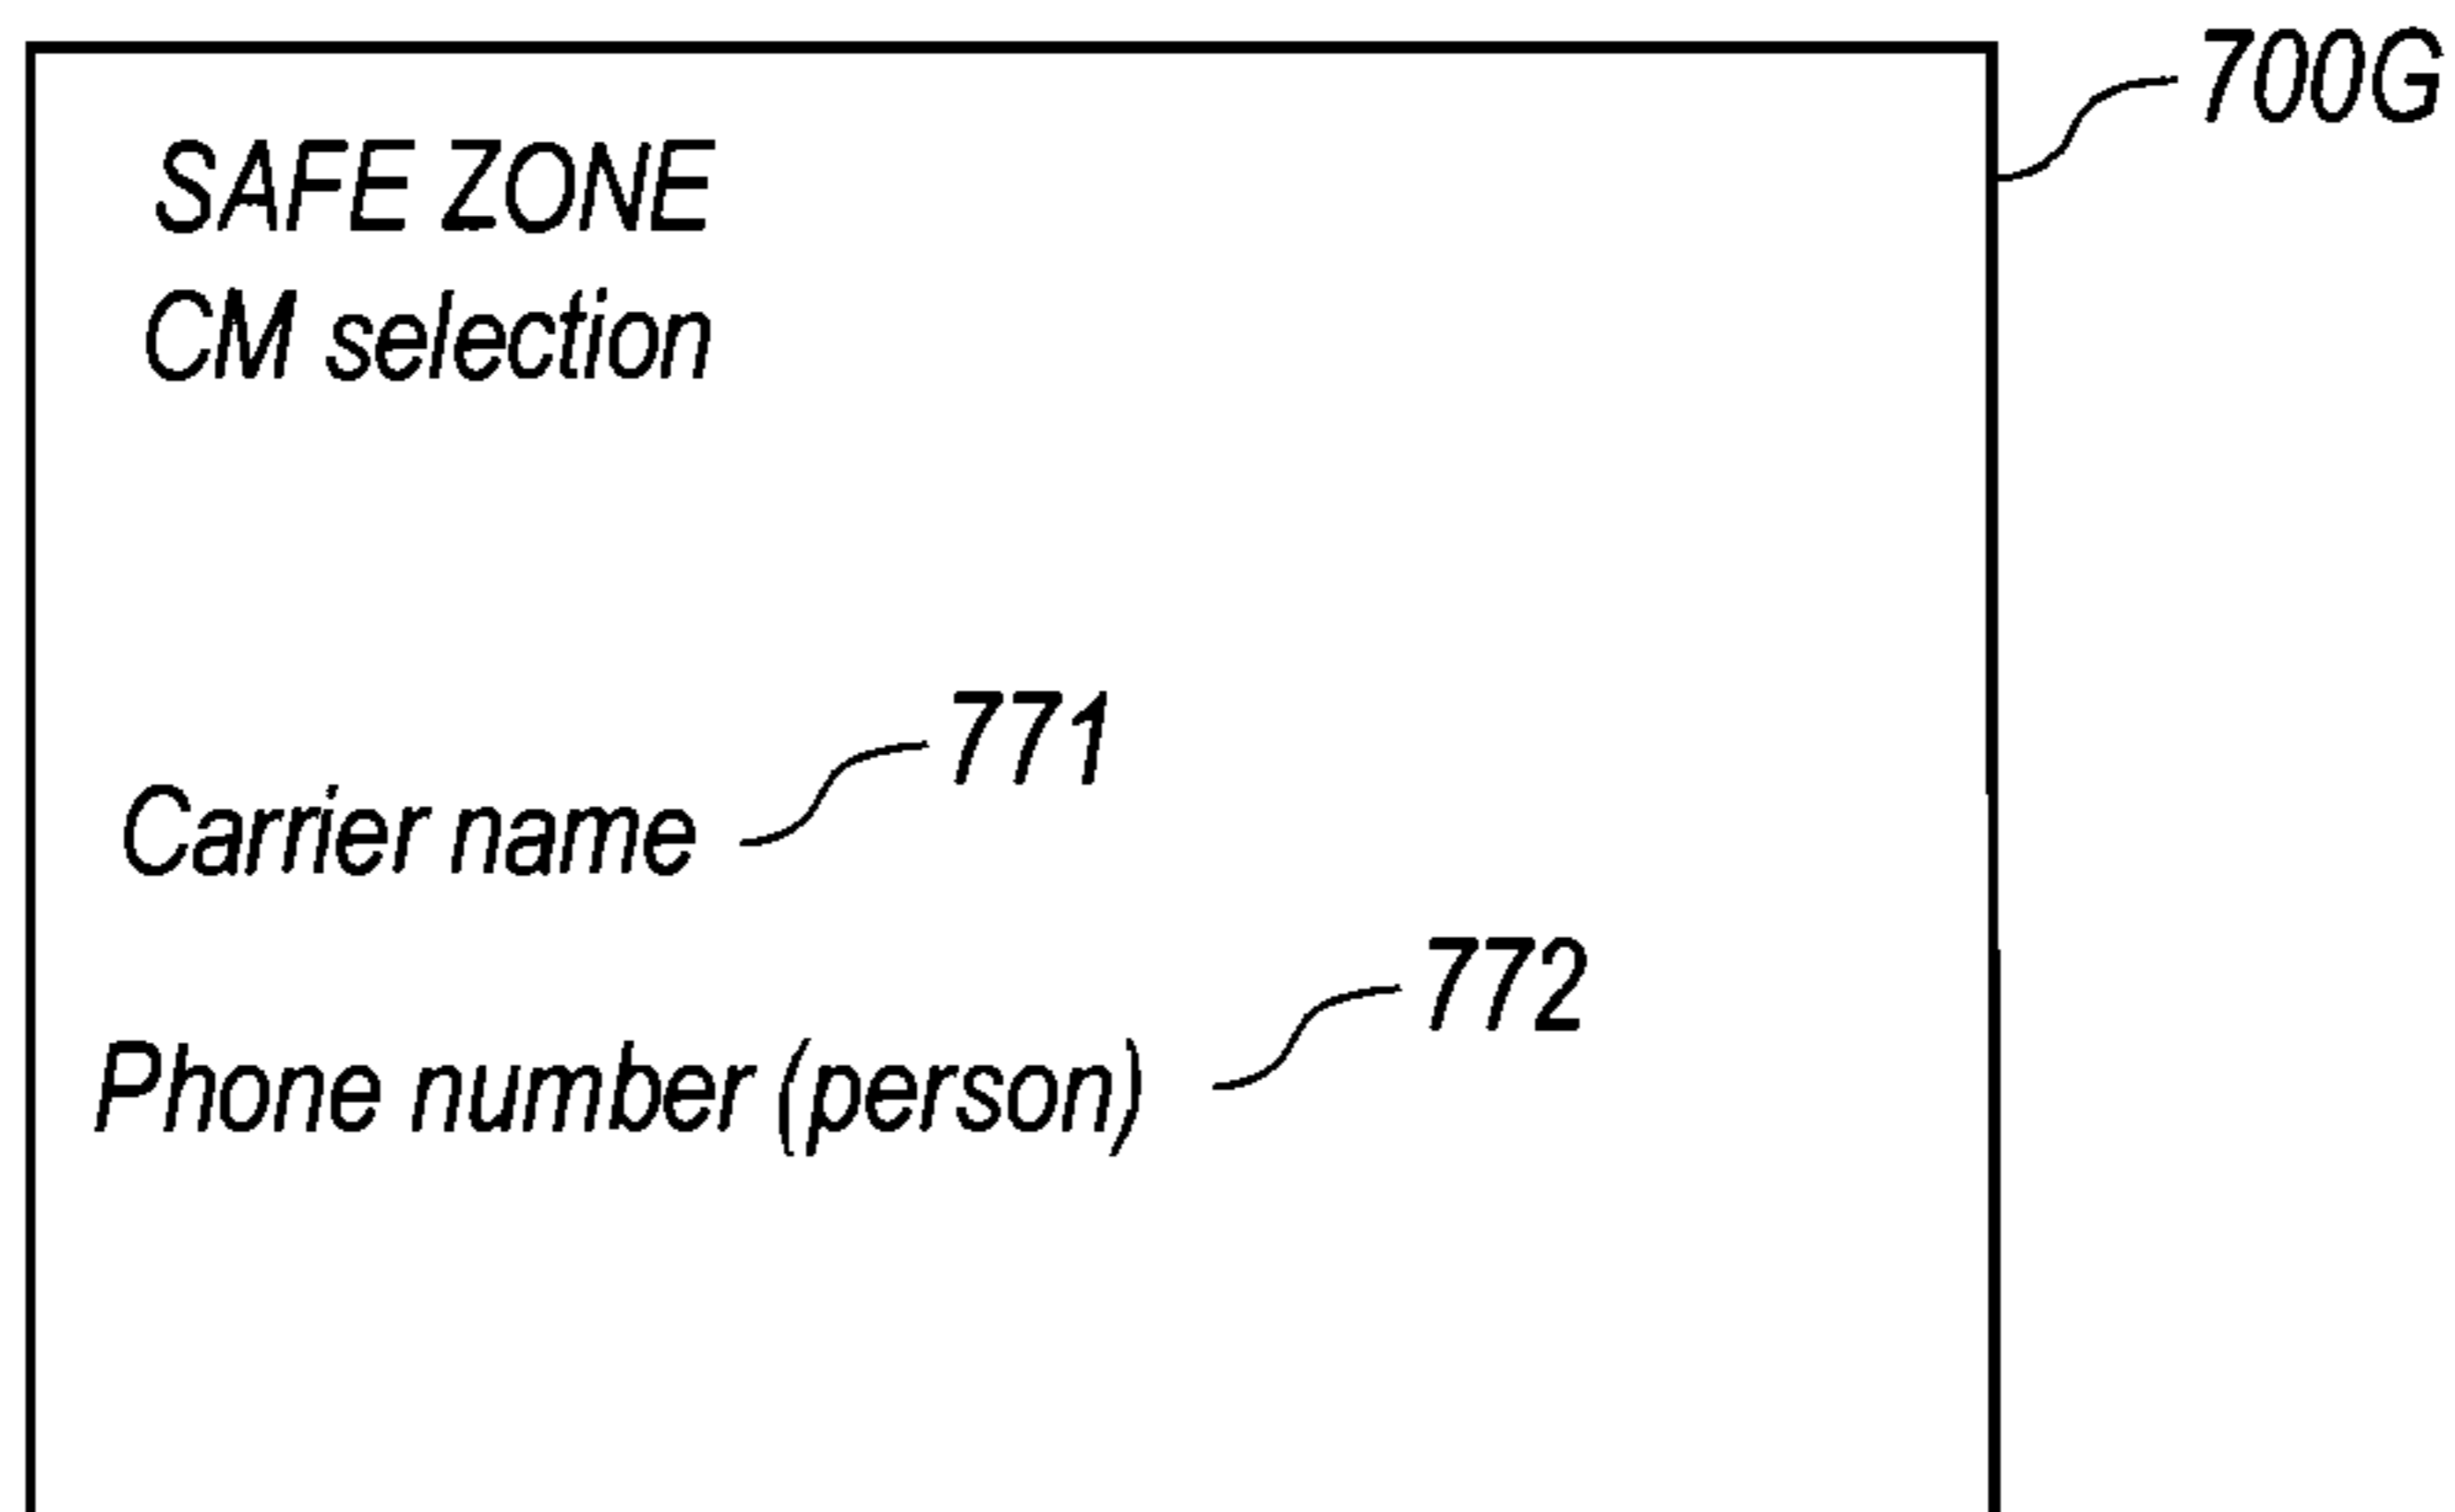 700G
SAFE ZONE
CM selection
771
Carrier name
772
Phone number (person)